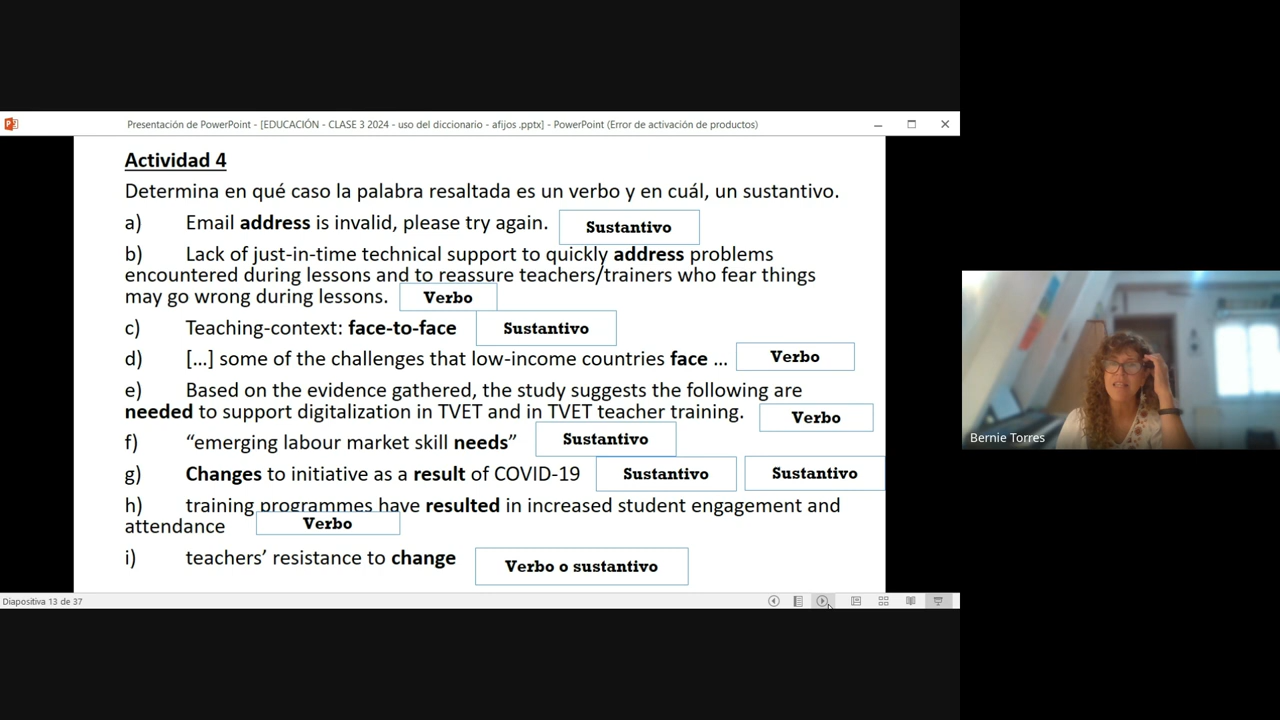 Presentación de PowerPoint - [EDUCACIÓN - CLASE 3 2024 - uso del diccionario - afijos .pptx] - PowerPoint (Error de activación de productos)
Actividad 4
Determina en qué caso la palabra resaltada es un verbo y en cuál, un sustantivo.
a) Email address is invalid, please try again. Sustantivo
b) Lack of just-in-time technical support to quickly address problems
encountered during lessons and to reassure teachers/trainers who fear things
may go wrong during lessons. Verbo
c) Teaching-context: face-to-face Sustantivo
d) [...] some of the challenges that low-income countries face ... Verbo
e) Based on the evidence gathered, the study suggests the following are
needed to support digitalization in TVET and in TVET teacher training. Verbo
f) “emerging labour market skill needs” Sustantivo
g) Changes to initiative as a result of COVID-19 Sustantivo Sustantivo
h) training programmes have resulted in increased student engagement and
attendance Verbo
i) teachers’ resistance to change Verbo o sustantivo
Diapositiva 13 de 37
Bernie Torres